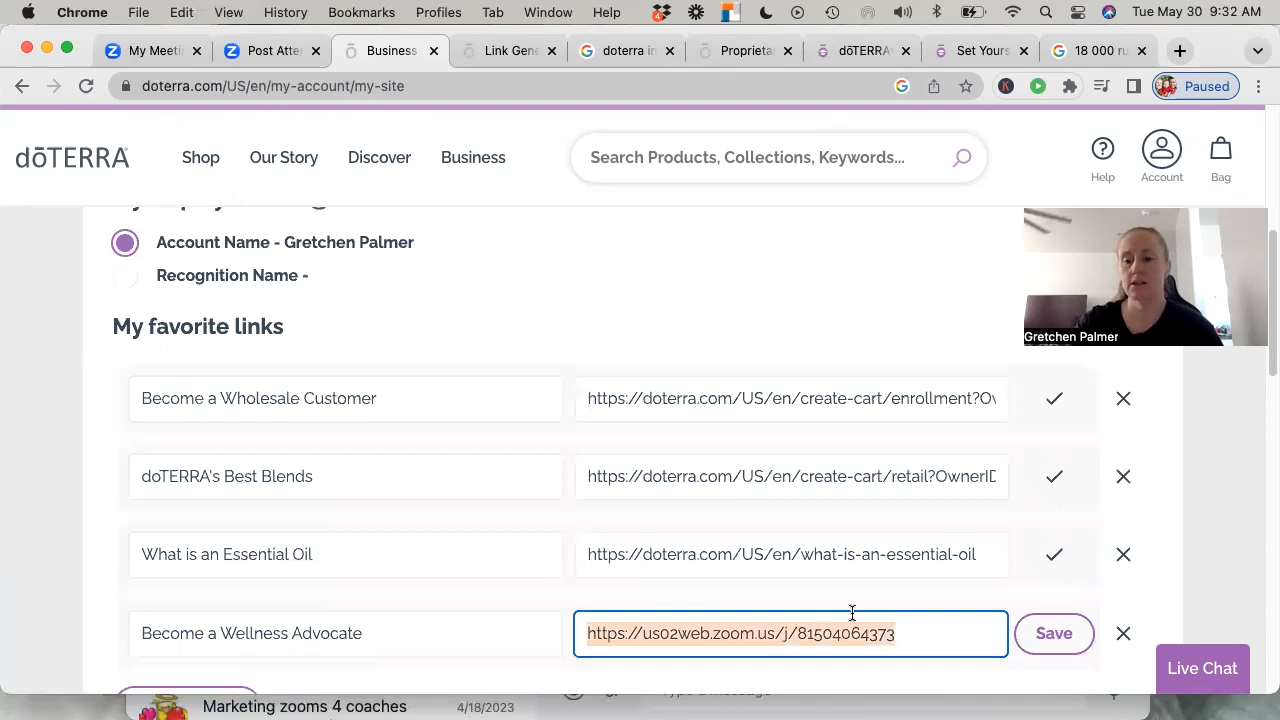 Chrome File Edit View History Bookmarks Profiles Tab Window Help 4 Tue May 30 9:32 AM
My Meeti Post Atte Business Link Gene doterra in Proprieta dōTERRA Set Yours 18 000 ru
doterra.com/US/en/my-account/my-site K Paused
dōTERRA Shop Our Story Discover Business Search Products, Collections, Keywords... Help Account Bag
Account Name - Gretchen Palmer
Recognition Name -
My favorite links
Gretchen Palmer
Become a Wholesale Customer https://doterra.com/US/en/create-cart/enrollment?Ow
doTERRA's Best Blends https://doterra.com/US/en/create-cart/retail?OwnerID
What is an Essential Oil https://doterra.com/US/en/what-is-an-essential-oil
Become a Wellness Advocate https://us02web.zoom.us/j/81504064373 Save
Live Chat
Marketing zooms 4 coaches 4/18/2023